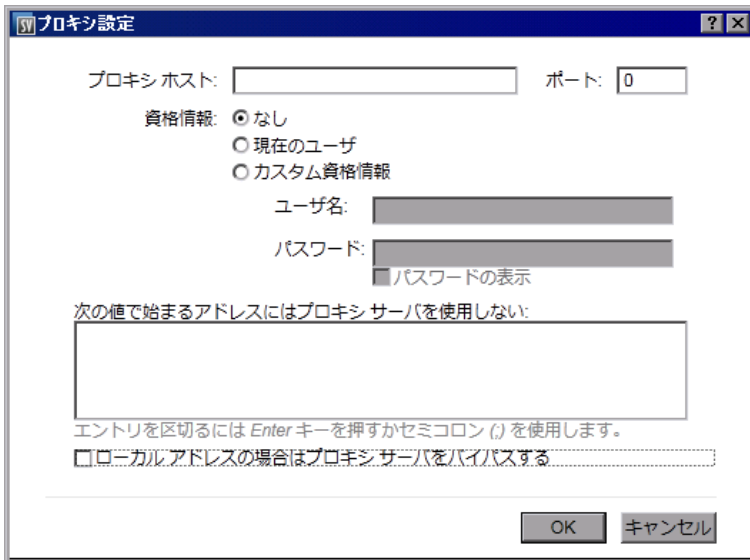 SV プロキシ設定 ? ×
プロキシ ホスト: ポート: 0
資格情報: なし
現在のユーザ
カスタム資格情報
ユーザ名:
パスワード:
パスワードの表示
次の値で始まるアドレスにはプロキシ サーバを使用しない:
エントリを区切るには Enter キーを押すかセミコロン (;) を使用します。
ローカル アドレスの場合はプロキシ サーバをバイパスする
OK キャンセル